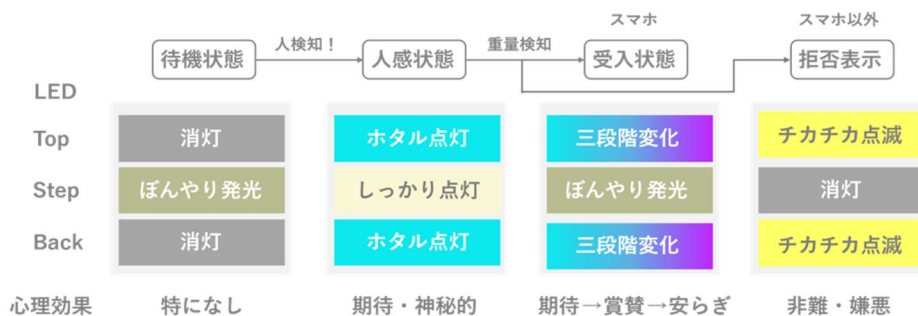 スマホ
スマホ以外
待機状態
人検知！
人感状態
重量検知
受入状態
拒否表示
LED
Top
消灯
ホタル点灯
三段階変化
チカチカ点滅
Step
ぼんやり発光
しっかり点灯
ぼんやり発光
消灯
Back
消灯
ホタル点灯
三段階変化
チカチカ点滅
心理効果
特になし
期待・神秘的
期待→賞賛→安らぎ
非難・嫌悪